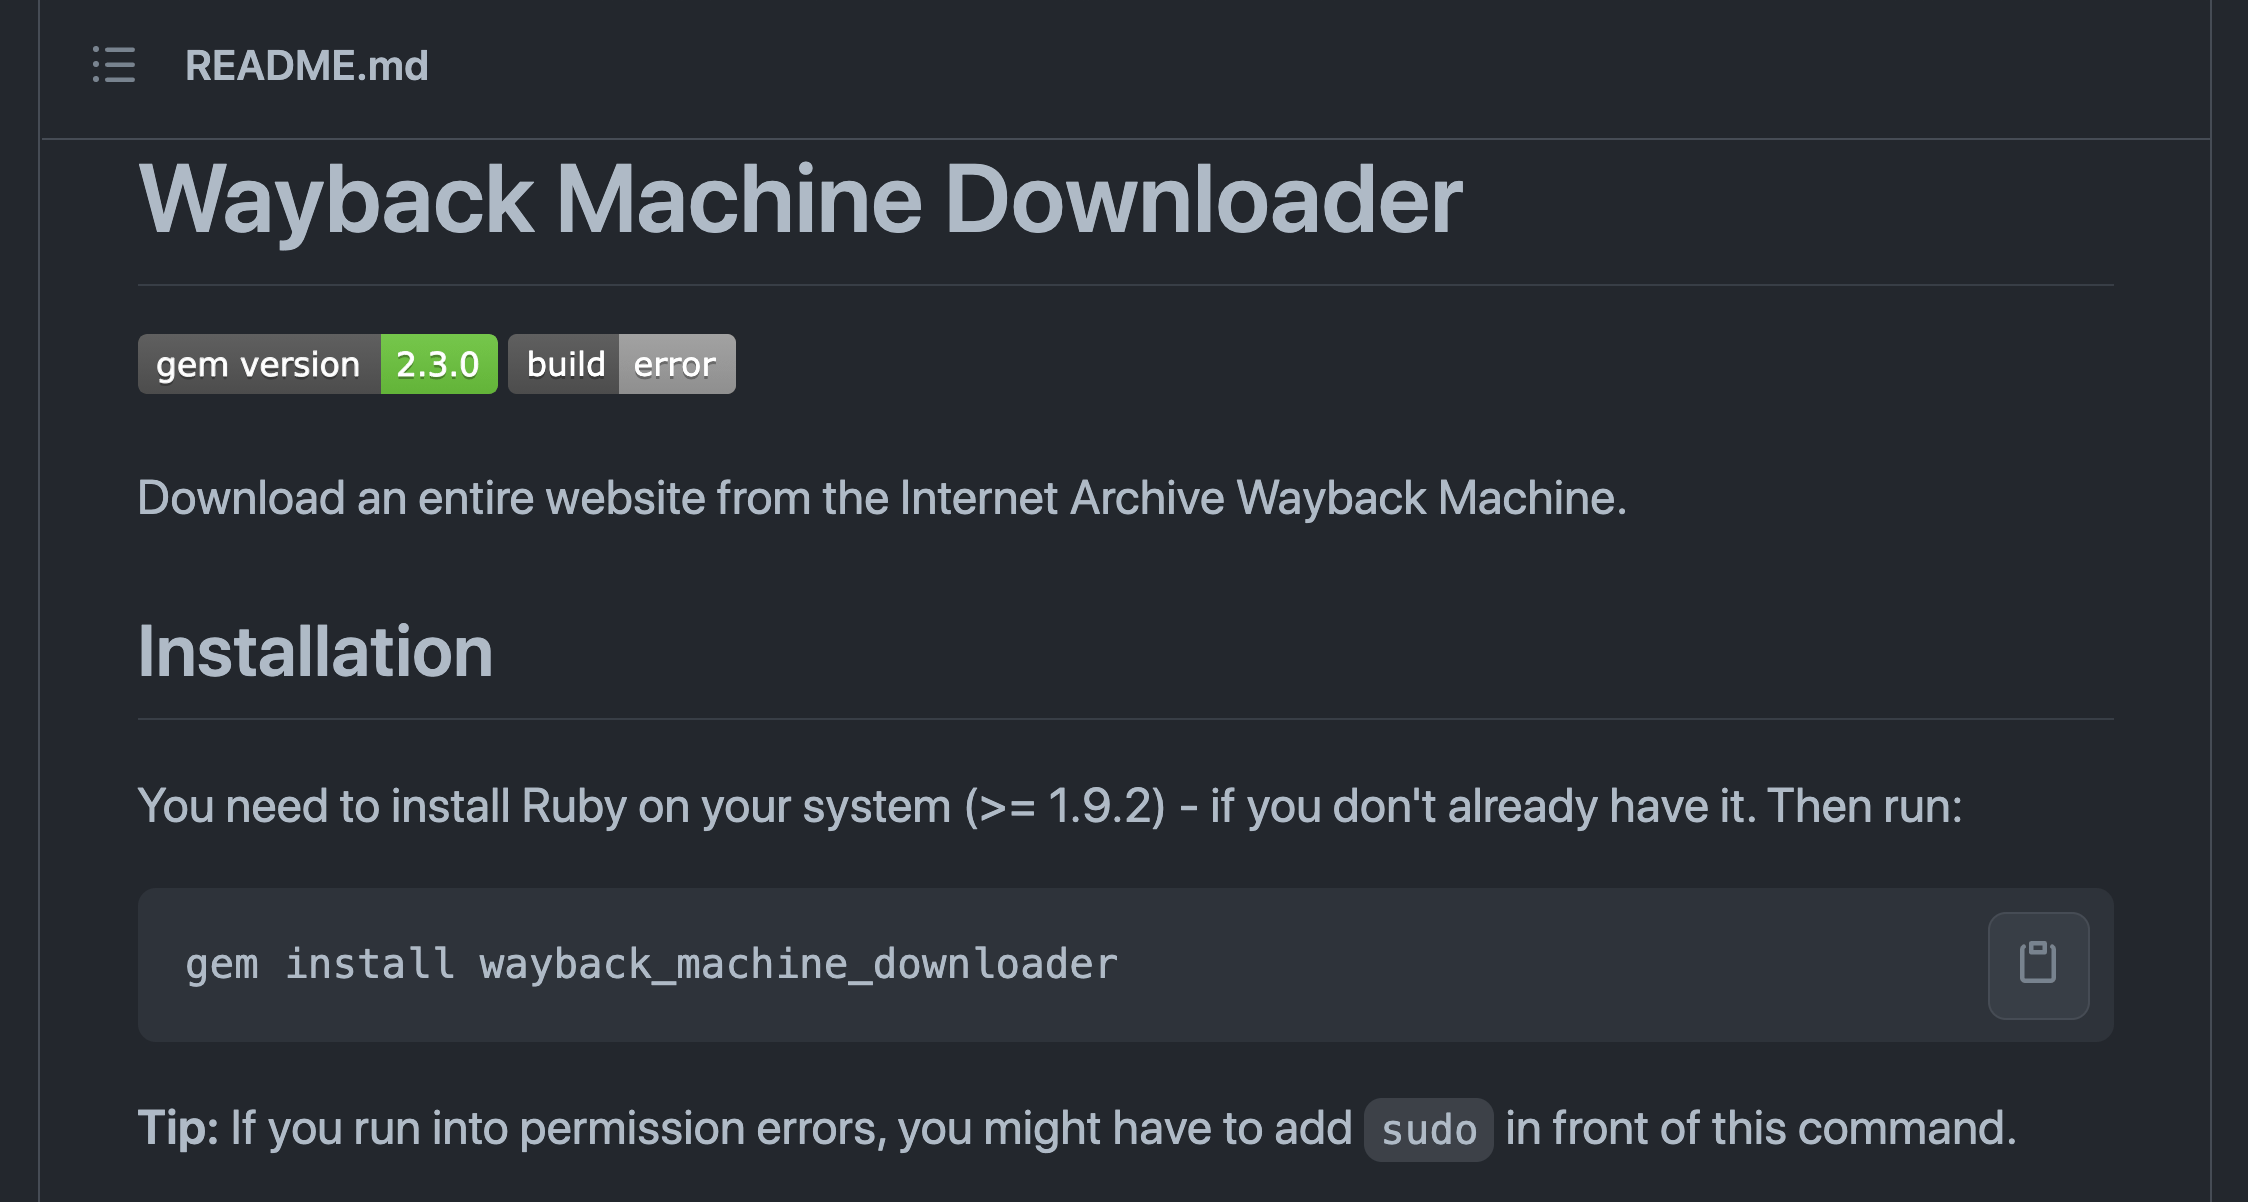 README.md
Wayback Machine Downloader
gem version 2.3.0 build error
Download an entire website from the Internet Archive Wayback Machine.
Installation
You need to install Ruby on your system (>= 1.9.2) - if you don't already have it. Then run:
gem install wayback_machine_downloader
Tip: If you run into permission errors, you might have to add sudo in front of this command.